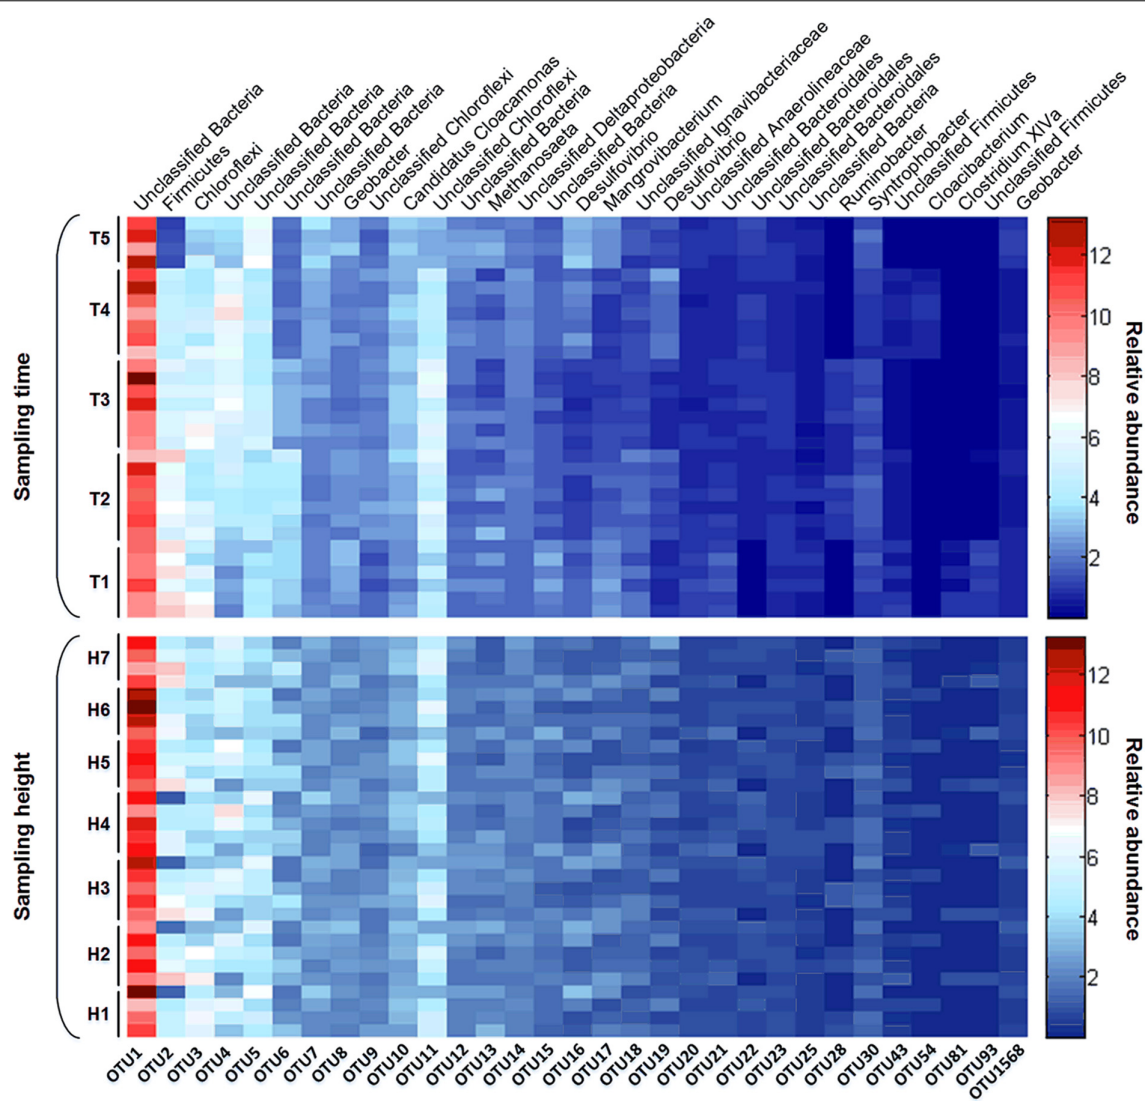 Unclassified Bacteria
Firmicutes
Chloroflexi
Unclassified Bacteria
Unclassified Bacteria
Unclassified Bacteria
Unclassified Bacteria
Geobacter
Unclassified Chloroflexi
Candidatus Cloacamonas
Unclassified Chloroflexi
Unclassified Bacteria
Methanosaeta
Unclassified Deltaproteobacteria
Unclassified Bacteria
Desulfovibrio
Mangrovibacterium
Unclassified Ignavibacteriaceae
Desulfovibrio
Unclassified Anaerolineaceae
Unclassified Bacteroidales
Unclassified Bacteroidales
Unclassified Bacteroidales
Unclassified Bacteria
Ruminobacter
Syntrophobacter
Unclassified Firmicutes
Cloacibacterium
Clostridium XIVa
Unclassified Firmicutes
Geobacter
Sampling time
T5
T4
T3
T2
T1
12
10
8
6
4
2
Relative abundance
Sampling height
H7
H6
H5
H4
H3
H2
H1
12
10
8
6
4
2
Relative abundance
OTU1
OTU2
OTU3
OTU4
OTU5
OTU6
OTU7
OTU8
OTU9
OTU10
OTU11
OTU12
OTU13
OTU14
OTU15
OTU16
OTU17
OTU18
OTU19
OTU20
OTU21
OTU22
OTU23
OTU25
OTU28
OTU30
OTU43
OTU54
OTU81
OTU93
OTU1568